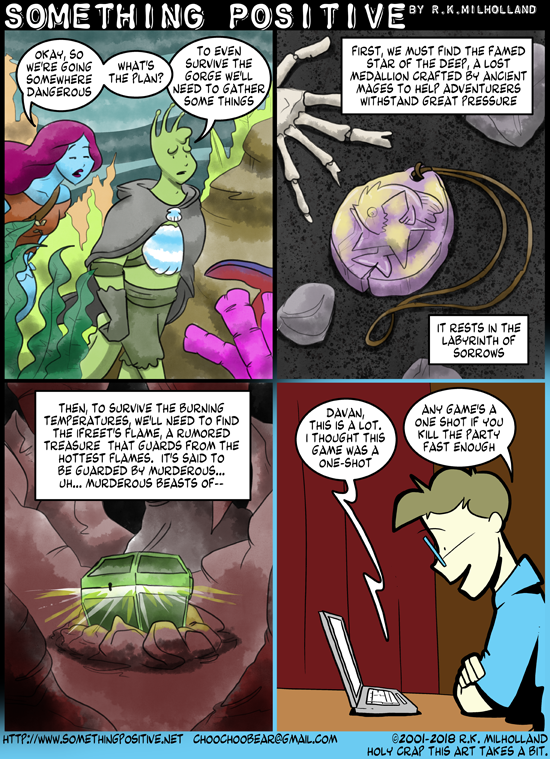 SOMETHING POSITIVE BY R.K.MILHOLLAND
OKAY, SO
WE'RE GOING
SOMEWHERE
DANGEROUS
WHAT'S
THE PLAN?
TO EVEN
SURVIVE THE
GORGE WE'LL
NEED TO GATHER
SOME THINGS
FIRST, WE MUST FIND THE FAMED
STAR OF THE DEEP, A LOST
MEDALLION CRAFTED BY ANCIENT
MAGES TO HELP ADVENTURERS
WITHSTAND GREAT PRESSURE
IT RESTS IN THE
LABYRINTH OF
SORROWS
THEN, TO SURVIVE THE BURNING
TEMPERATURES, WE'LL NEED TO FIND
THE IFREET'S FLAME, A RUMORED
TREASURE THAT GUARDS FROM THE
HOTTEST FLAMES. IT'S SAID TO
BE GUARDED BY MURDEROUS...
UH... MURDEROUS BEASTS OF--
DAVAN,
THIS IS A LOT.
I THOUGHT THIS
GAME WAS A
ONE-SHOT
ANY GAME'S A
ONE SHOT IF YOU
KILL THE PARTY
FAST ENOUGH
HTTP://WWW.SOMETHINGPOSITIVE.NET CHOOCHOOBEAR@GMAIL.COM
©2001-2018 R.K. MILHOLLAND
HOLY CRAP THIS ART TAKES A BIT.